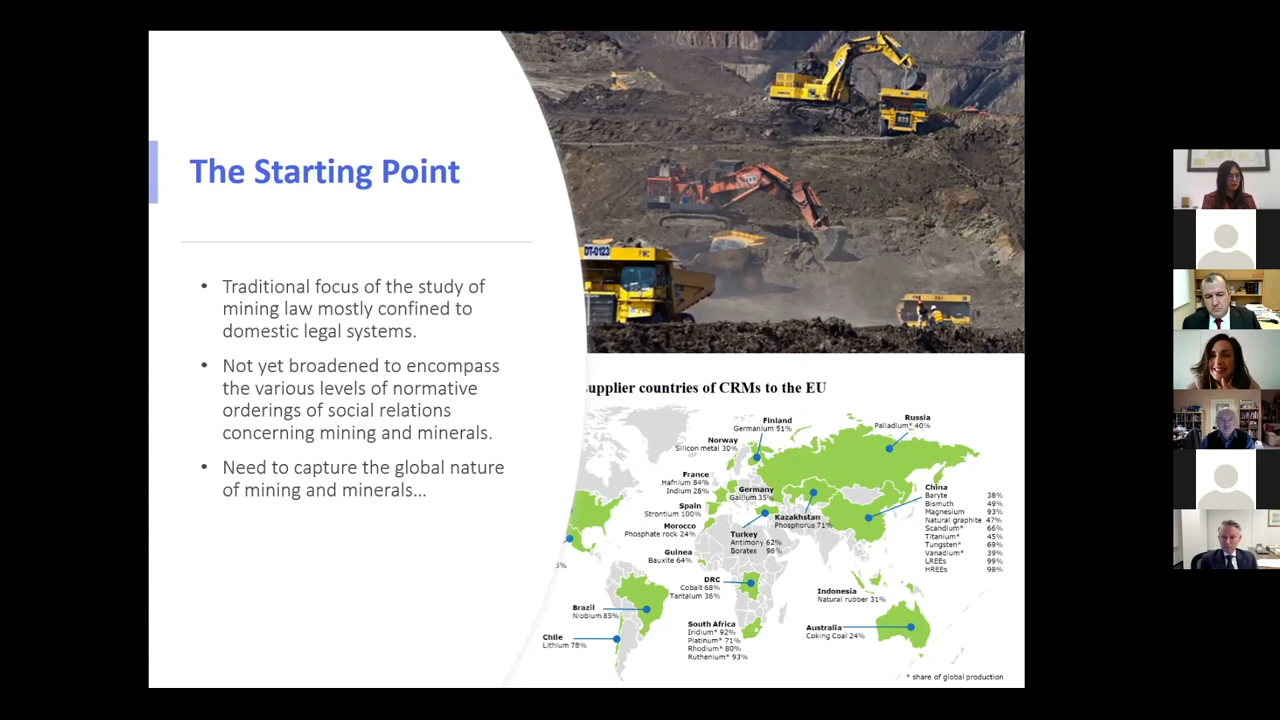 The Starting Point
• Traditional focus of the study of
mining law mostly confined to
domestic legal systems.
• Not yet broadened to encompass
the various levels of normative
orderings of social relations
concerning mining and minerals.
• Need to capture the global nature
of mining and minerals...
DT-0123
FWC
supplier countries of CRMs to the EU
Finland
Germanium 51%
Russia
Palladium* 40%
Norway
Silicon metal 30%
France
Hafnium 84%
Indium 28%
Germany
Gallium 35%
Spain
Strontium 100%
Kazakhstan
Phosphorus 71%
Morocco
Phosphate rock 24%
Turkey
Antimony 62%
Borates 98%
China
Baryte 38%
Bismuth 49%
Magnesium 93%
Natural graphite 47%
Scandium* 66%
Titanium* 45%
Tungsten* 69%
Vanadium* 39%
LREEs 99%
HREEs 98%
Guinea
Bauxite 64%
DRC
Cobalt 68%
Tantalum 36%
Indonesia
Natural rubber 31%
Brazil
Niobium 85%
Chile
Lithium 78%
South Africa
Iridium* 92%
Platinum* 71%
Rhodium* 80%
Ruthenium* 93%
Australia
Coking Coal 24%
* share of global production